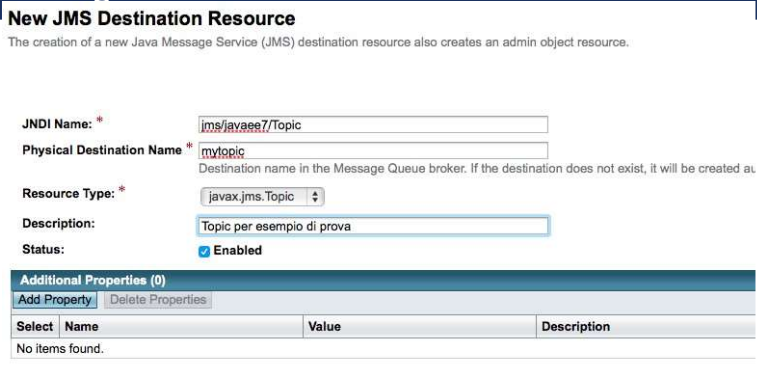 New JMS Destination Resource
The creation of a new Java Message Service (JMS) destination resource also creates an admin object resource.
JNDI Name: * jms/javaee7/Topic
Physical Destination Name * mytopic
Destination name in the Message Queue broker. If the destination does not exist, it will be created au
Resource Type: * javax.jms.Topic
Description: Topic per esempio di prova
Status: Enabled
Additional Properties (0)
Add Property Delete Properties
Select Name Value Description
No items found.